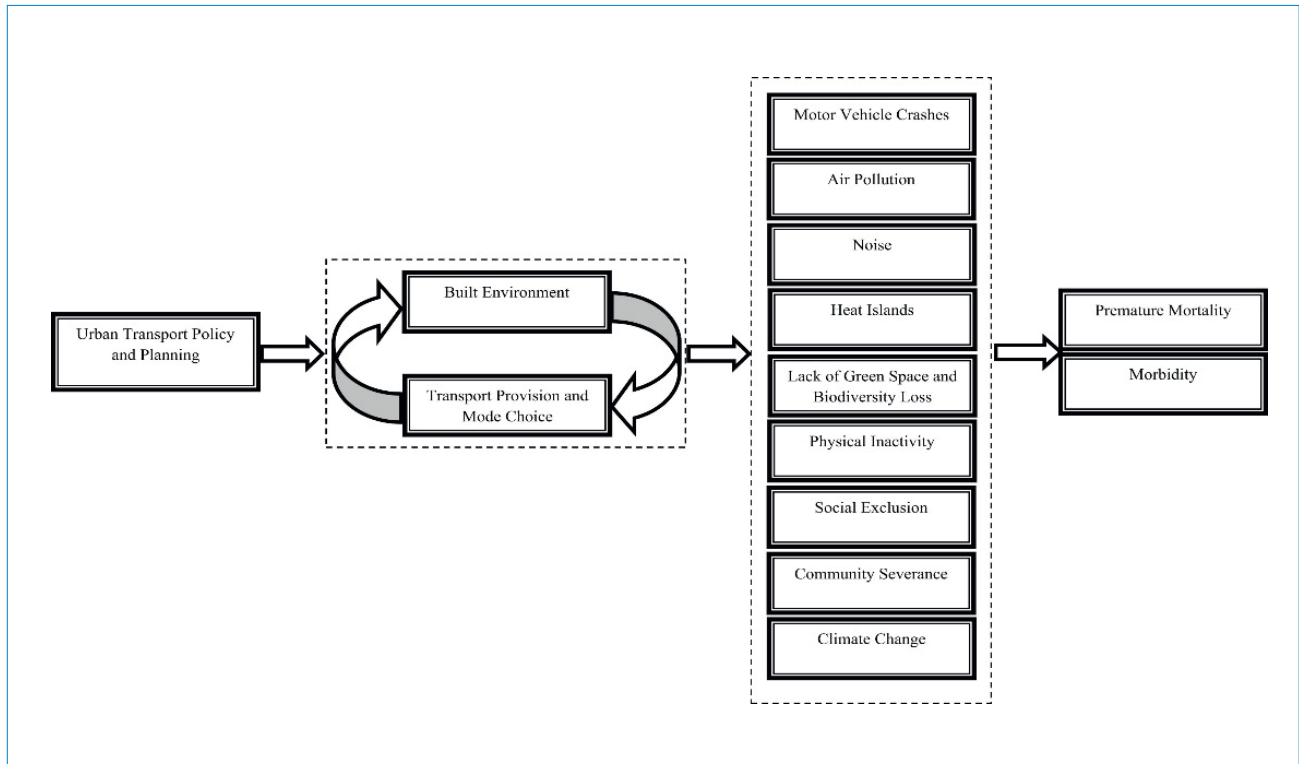 Urban Transport Policy
and Planning
Built Environment
Transport Provision and
Mode Choice
Motor Vehicle Crashes
Air Pollution
Noise
Heat Islands
Lack of Green Space and
Biodiversity Loss
Physical Inactivity
Social Exclusion
Community Severance
Climate Change
Premature Mortality
Morbidity